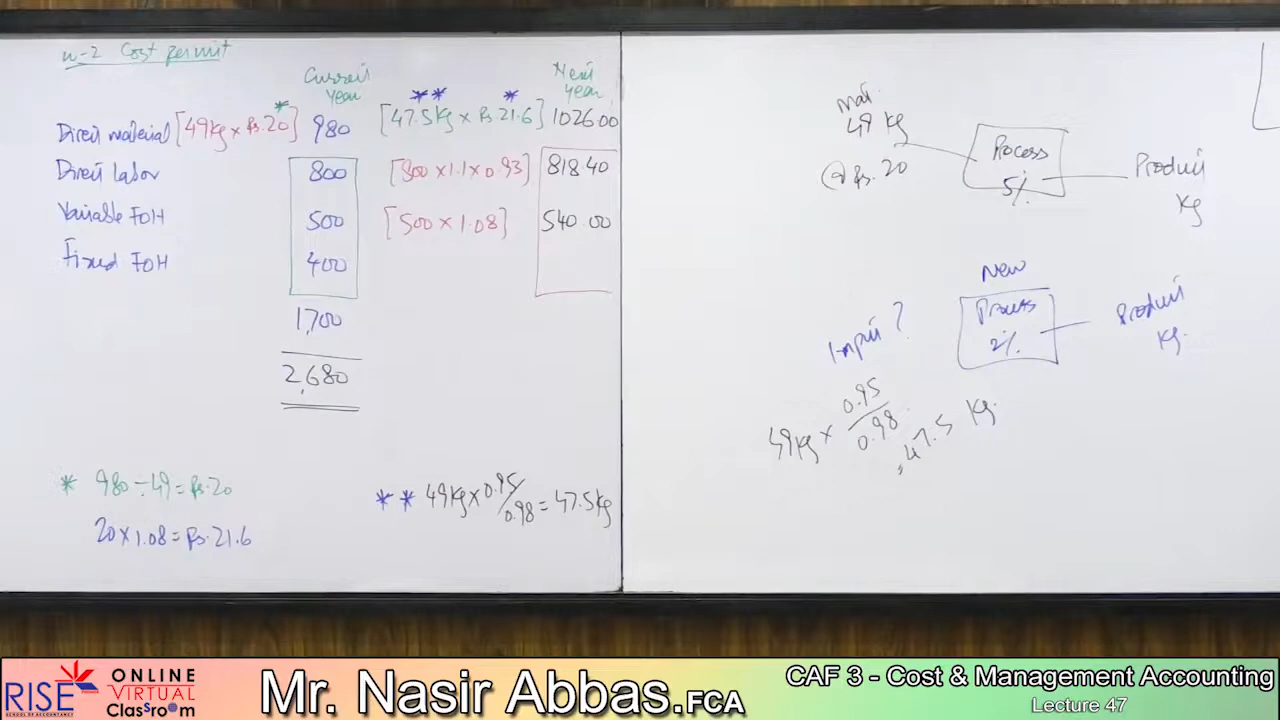 w-2 Cost per unit
Current Year
Next Year
Direct material [49kg x Rs.20] * 980 [47.5kg x Rs.21.6] ** * 1026.00
Direct labor 800 [800 x 1.1 x 0.93] 818.40
Variable FOH 500 [500 x 1.08] 540.00
Fixed FOH 400
1,700
2,680
* 980 ÷ 49 = Rs.20
20 x 1.08 = Rs.21.6
** 49kg x 0.95/0.98 = 47.5kg
Mat.
49 kg
@ Rs. 20
Process
5%
Product
Kg
New
Input?
Process
2%
Product
Kg.
49kg x 0.95/0.98
47.5 Kg.
RISE
SCHOOL OF ACCOUNTANCY
ONLINE
VIRTUAL
ClassroOm
Mr. Nasir Abbas.FCA
CAF 3 - Cost & Management Accounting
Lecture 47